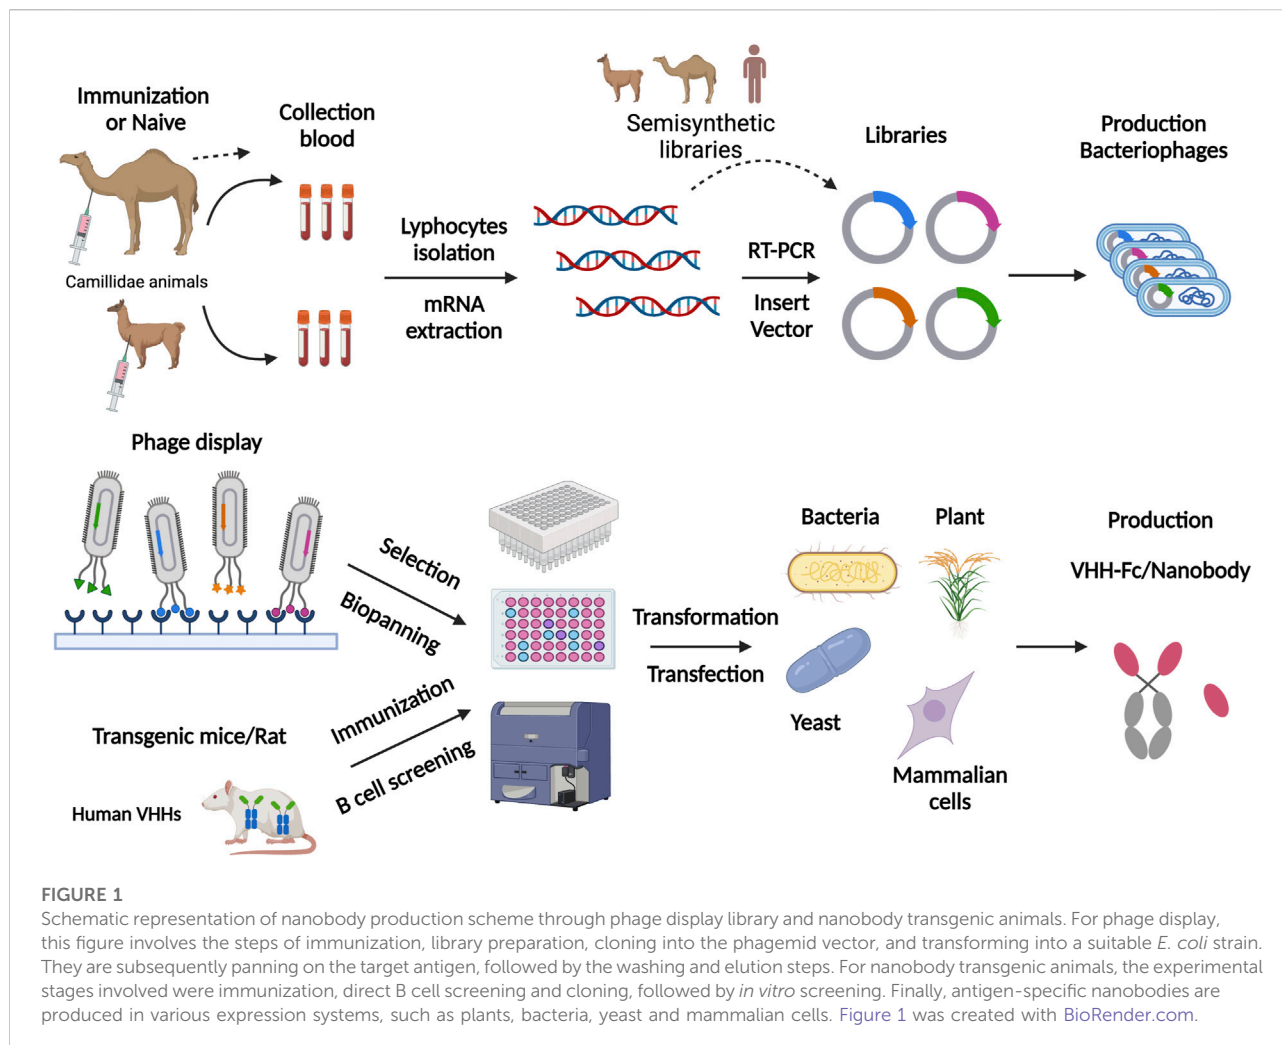 Immunization
or Naive
Collection
blood
Camillidae animals
Lyphocytes
isolation
mRNA
extraction
Semisynthetic
libraries
RT-PCR
Insert
Vector
Libraries
Production
Bacteriophages
Phage display
Selection
Biopanning
Transgenic mice/Rat
Human VHHs
Immunization
B cell screening
Transformation
Transfection
Bacteria
Plant
Yeast
Mammalian
cells
Production
VHH-Fc/Nanobody
FIGURE 1
Schematic representation of nanobody production scheme through phage display library and nanobody transgenic animals. For phage display,
this figure involves the steps of immunization, library preparation, cloning into the phagemid vector, and transforming into a suitable E. coli strain.
They are subsequently panning on the target antigen, followed by the washing and elution steps. For nanobody transgenic animals, the experimental
stages involved were immunization, direct B cell screening and cloning, followed by in vitro screening. Finally, antigen-specific nanobodies are
produced in various expression systems, such as plants, bacteria, yeast and mammalian cells. Figure 1 was created with BioRender.com.